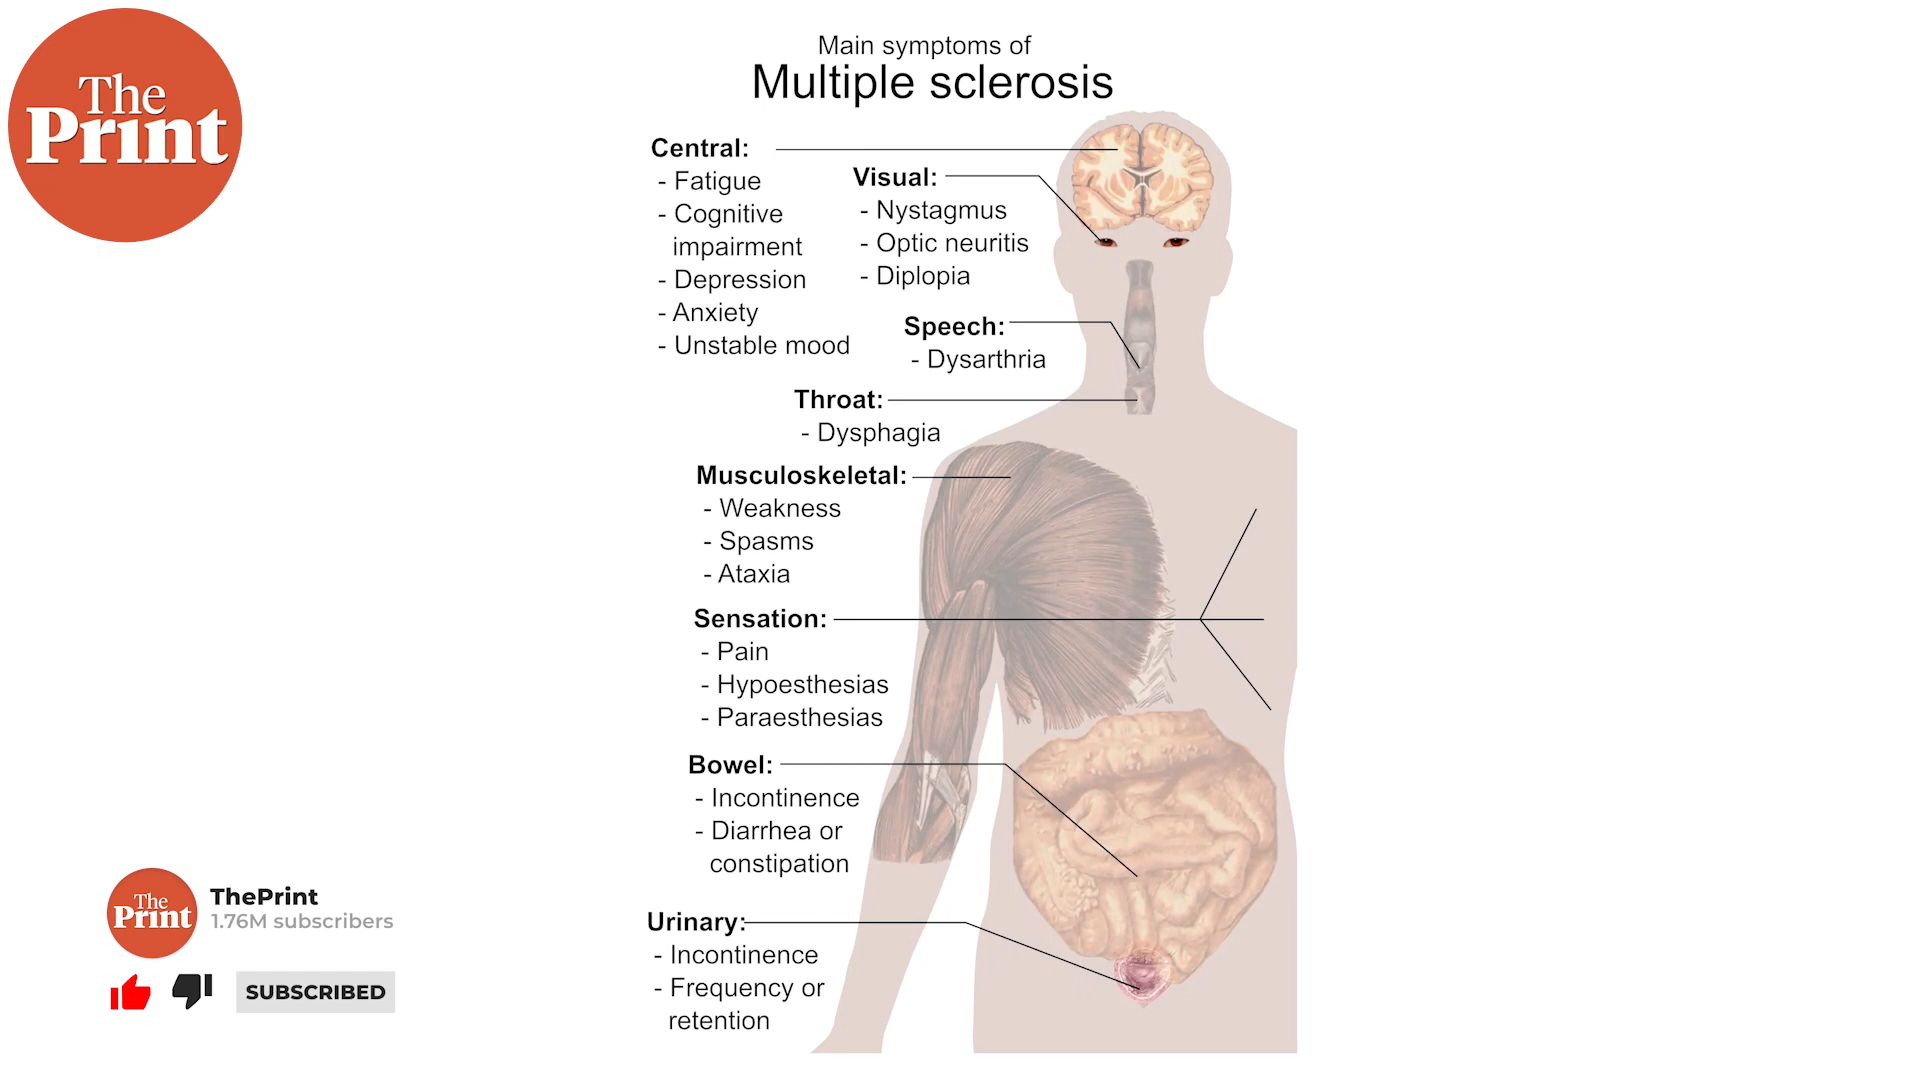 The
Print
Main symptoms of
Multiple sclerosis
Central:
- Fatigue
- Cognitive
impairment
- Depression
- Anxiety
- Unstable mood
Visual:
- Nystagmus
- Optic neuritis
- Diplopia
Speech:
- Dysarthria
Throat:
- Dysphagia
Musculoskeletal:
- Weakness
- Spasms
- Ataxia
Sensation:
- Pain
- Hypoesthesias
- Paraesthesias
Bowel:
- Incontinence
- Diarrhea or
constipation
Urinary:
- Incontinence
- Frequency or
retention
The
Print
ThePrint
1.76M subscribers
SUBSCRIBED